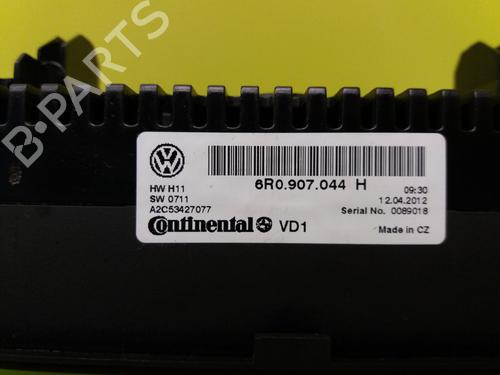 B-PARTS
6R0.907.044 H
HW H11
SW 0711
A2C53427077
09:30
12.04.2012
Serial No. 0089018
Continental VD1
Made in CZ